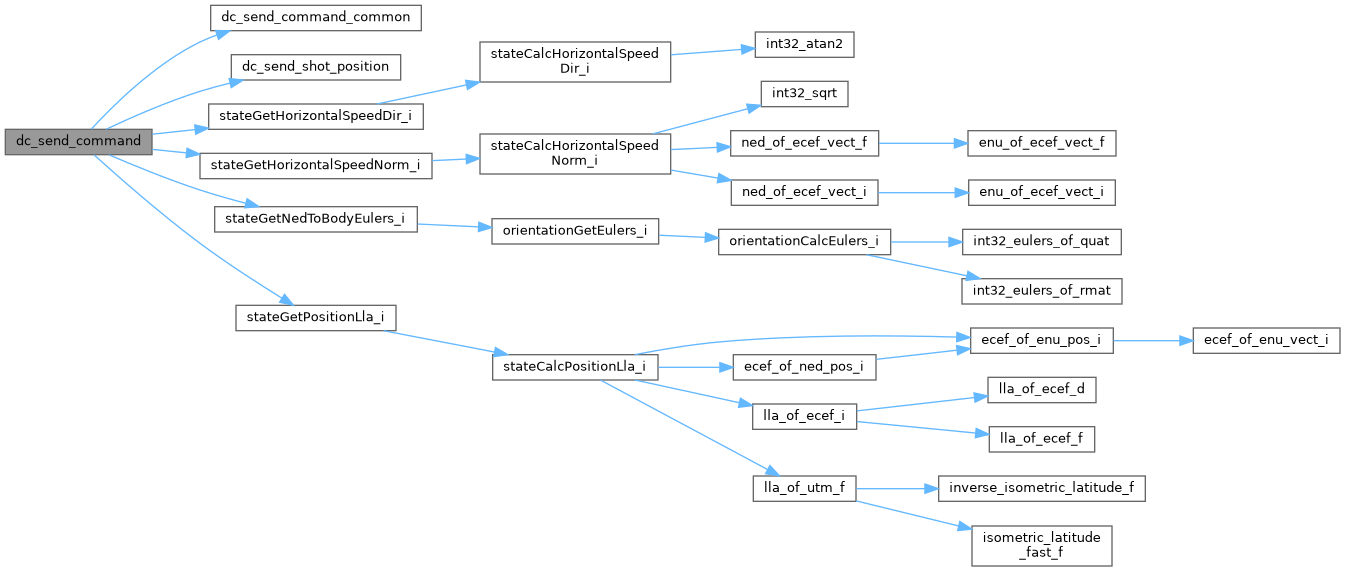 dc_send_command
dc_send_command_common
dc_send_shot_position
stateGetHorizontalSpeedDir_i
stateCalcHorizontalSpeed
Dir_i
int32_atan2
stateGetHorizontalSpeedNorm_i
stateCalcHorizontalSpeed
Norm_i
int32_sqrt
ned_of_ecef_vect_f
enu_of_ecef_vect_f
ned_of_ecef_vect_i
enu_of_ecef_vect_i
stateGetNedToBodyEulers_i
orientationGetEulers_i
orientationCalcEulers_i
int32_eulers_of_quat
int32_eulers_of_rmat
stateGetPositionLla_i
stateCalcPositionLla_i
ecef_of_enu_pos_i
ecef_of_enu_vect_i
ecef_of_ned_pos_i
lla_of_ecef_i
lla_of_ecef_d
lla_of_ecef_f
lla_of_utm_f
inverse_isometric_latitude_f
isometric_latitude
_fast_f